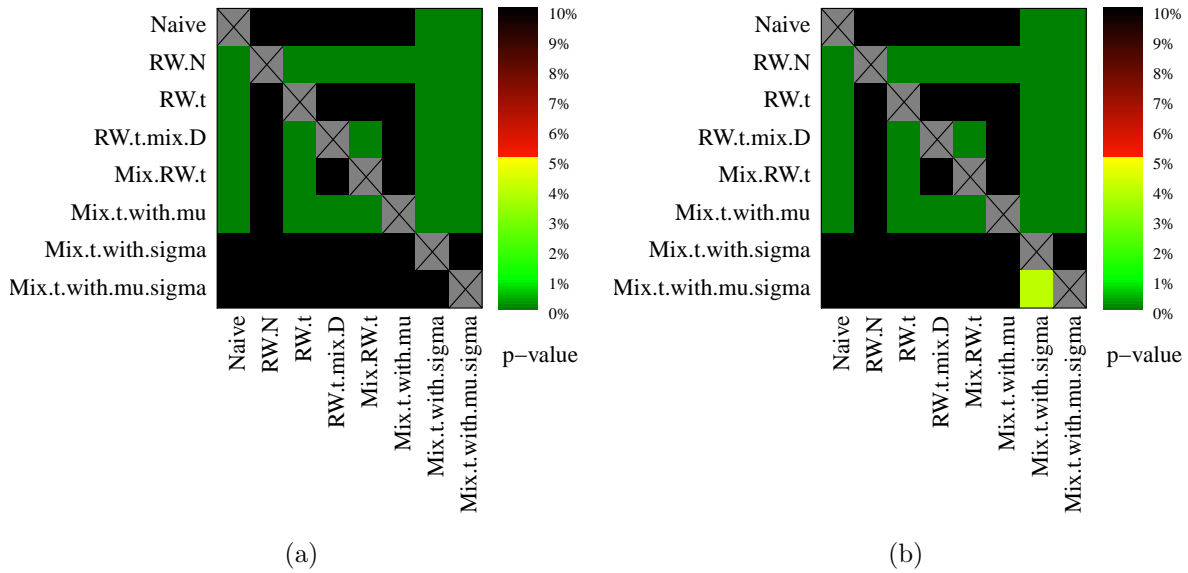 Naive
RW.N
RW.t
RW.t.mix.D
Mix.RW.t
Mix.t.with.mu
Mix.t.with.sigma
Mix.t.with.mu.sigma
Naive
RW.N
RW.t
RW.t.mix.D
Mix.RW.t
Mix.t.with.mu
Mix.t.with.sigma
Mix.t.with.mu.sigma
10%
9%
8%
7%
6%
5%
4%
3%
2%
1%
0%
p−value
(a)
Naive
RW.N
RW.t
RW.t.mix.D
Mix.RW.t
Mix.t.with.mu
Mix.t.with.sigma
Mix.t.with.mu.sigma
Naive
RW.N
RW.t
RW.t.mix.D
Mix.RW.t
Mix.t.with.mu
Mix.t.with.sigma
Mix.t.with.mu.sigma
10%
9%
8%
7%
6%
5%
4%
3%
2%
1%
0%
p−value
(b)